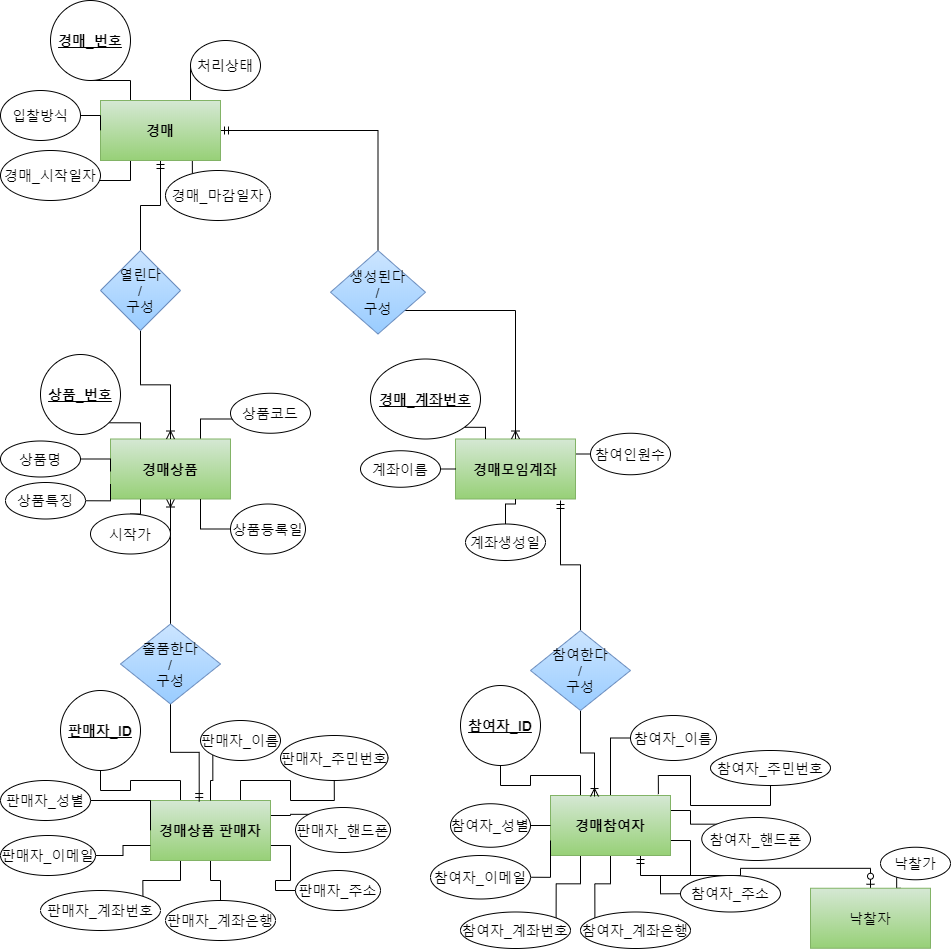 경매_번호
처리상태
입찰방식
경매
경매_시작일자
경매_마감일자
열린다
/
구성
생성된다
/
구성
상품_번호
상품코드
상품명
경매상품
상품특징
시작가
상품등록일
경매_계좌번호
참여인원수
계좌이름
경매모임계좌
계좌생성일
출품한다
/
구성
참여한다
/
구성
판매자_ID
판매자_이름
판매자_주민번호
판매자_성별
경매상품 판매자
판매자_핸드폰
판매자_이메일
판매자_주소
판매자_계좌번호
판매자_계좌은행
참여자_ID
참여자_이름
참여자_주민번호
참여자_성별
경매참여자
참여자_핸드폰
참여자_이메일
참여자_주소
참여자_계좌번호
참여자_계좌은행
낙찰가
낙찰자